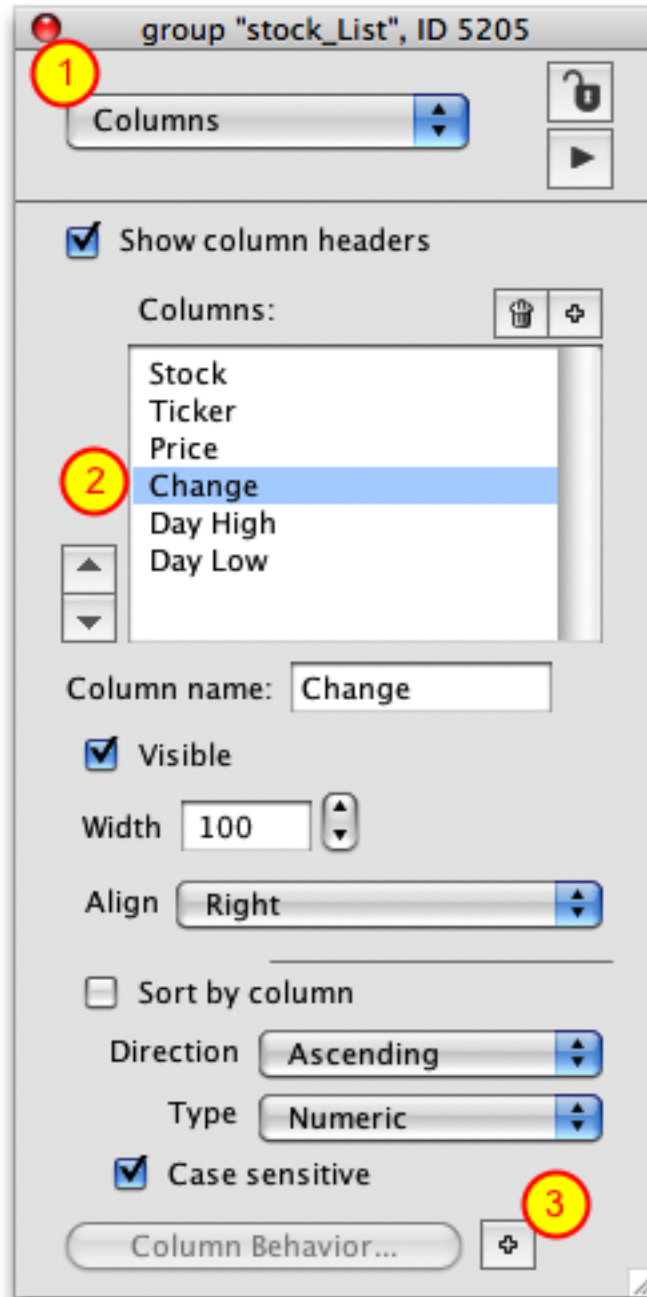 group "stock_List", ID 5205
1
Columns
Show column headers
Columns:
Stock
Ticker
Price
2
Change
Day High
Day Low
Column name: Change
Visible
Width 100
Align Right
Sort by column
Direction Ascending
Type Numeric
Case sensitive
3
Column Behavior...